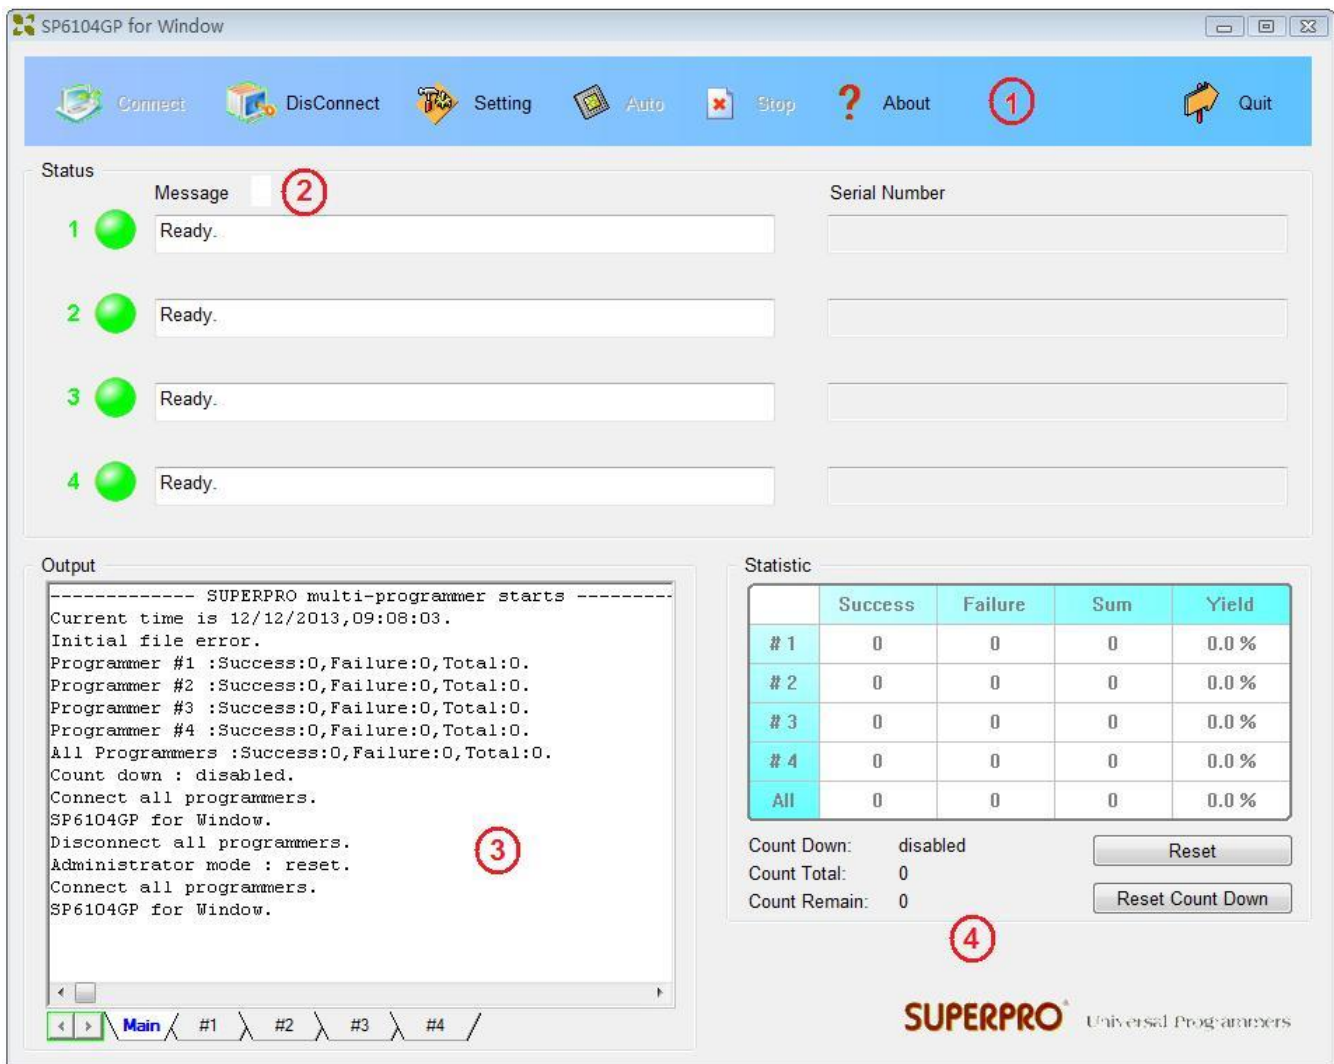 SP6104GP for Window
Connect DisConnect Setting Auto Stop ? About 1 Quit
Status
Message 2 Serial Number
1 Ready.
2 Ready.
3 Ready.
4 Ready.
Output
------------- SUPERPRO multi-programmer starts ---------
Current time is 12/12/2013,09:08:03.
Initial file error.
Programmer #1 :Success:0,Failure:0,Total:0.
Programmer #2 :Success:0,Failure:0,Total:0.
Programmer #3 :Success:0,Failure:0,Total:0.
Programmer #4 :Success:0,Failure:0,Total:0.
All Programmers :Success:0,Failure:0,Total:0.
Count down : disabled.
Connect all programmers.
SP6104GP for Window.
Disconnect all programmers.
Administrator mode : reset.
Connect all programmers.
SP6104GP for Window.
3
Main #1 #2 #3 #4
Statistic
Success Failure Sum Yield
# 1 0 0 0 0.0 %
# 2 0 0 0 0.0 %
# 3 0 0 0 0.0 %
# 4 0 0 0 0.0 %
All 0 0 0 0.0 %
Count Down: disabled
Count Total: 0
Count Remain: 0
Reset
Reset Count Down
4
SUPERPRO® Universal Programmers